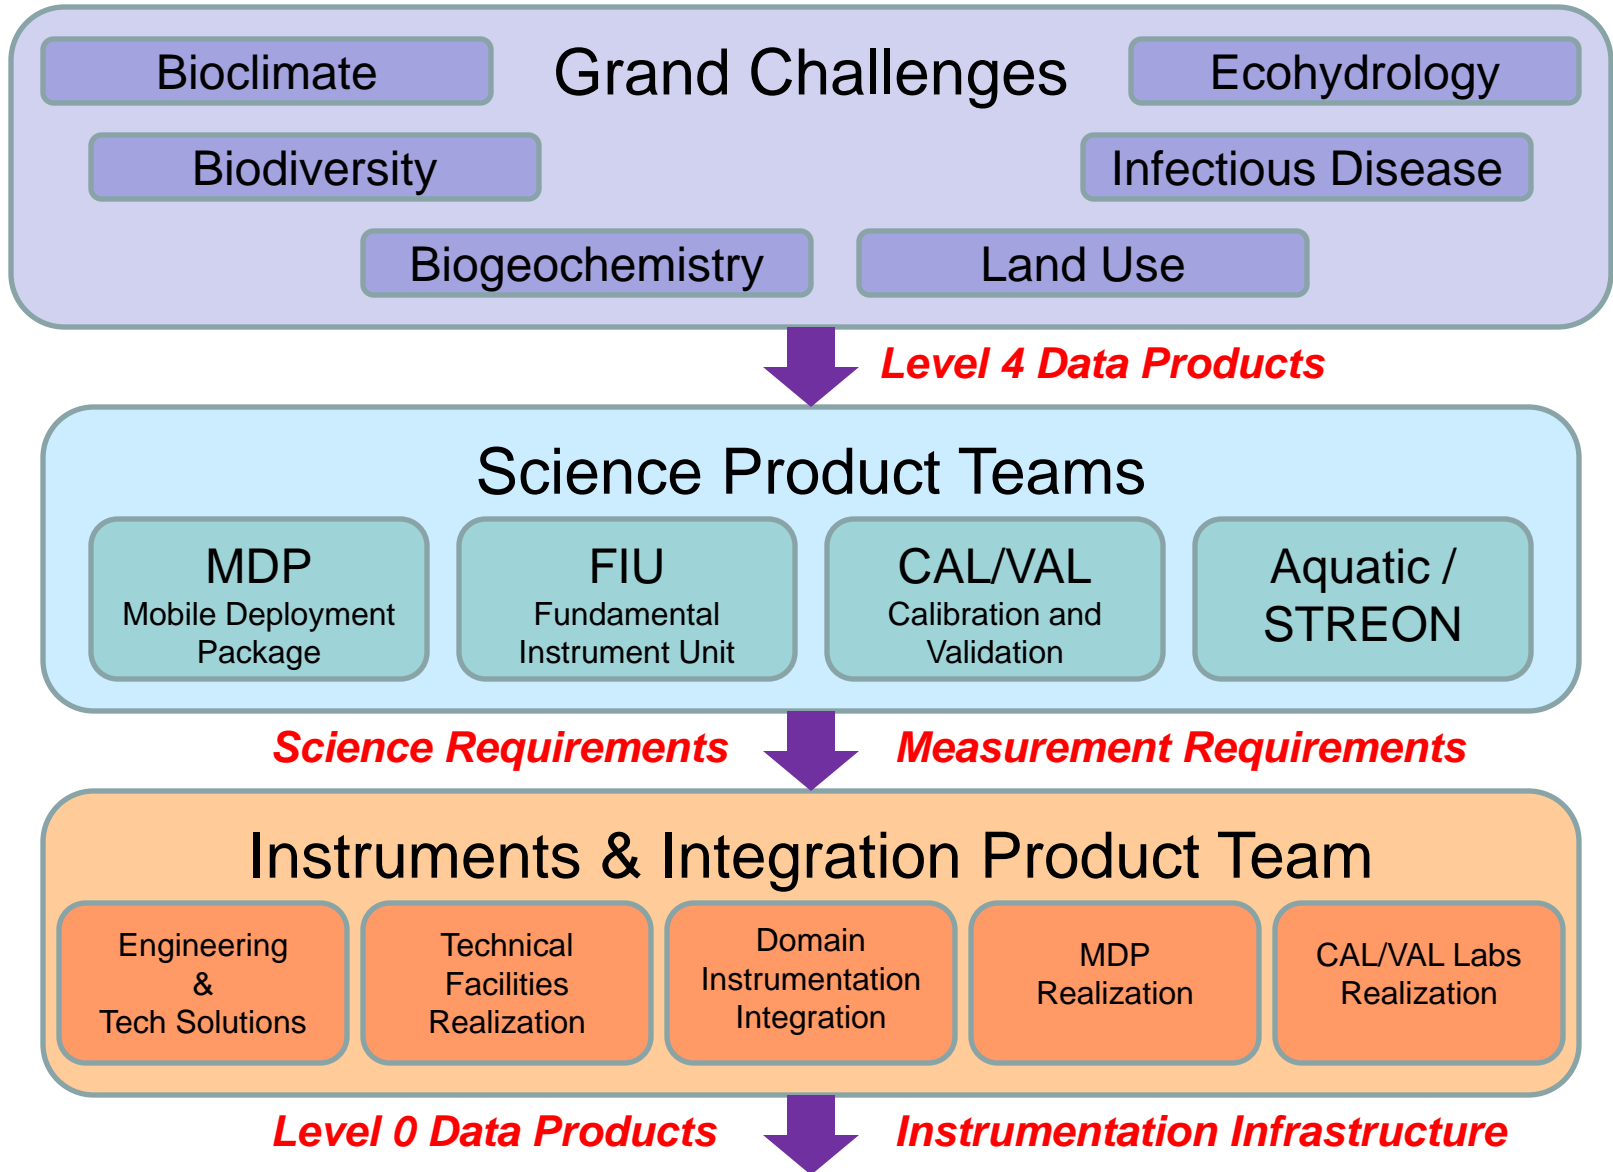 Grand Challenges
Bioclimate
Ecohydrology
Biodiversity
Infectious Disease
Biogeochemistry
Land Use
Level 4 Data Products
Science Product Teams
MDP
Mobile Deployment
Package
FIU
Fundamental
Instrument Unit
CAL/VAL
Calibration and
Validation
Aquatic /
STREON
Science Requirements
Measurement Requirements
Instruments & Integration Product Team
Engineering
&
Tech Solutions
Technical
Facilities
Realization
Domain
Instrumentation
Integration
MDP
Realization
CAL/VAL Labs
Realization
Level 0 Data Products
Instrumentation Infrastructure